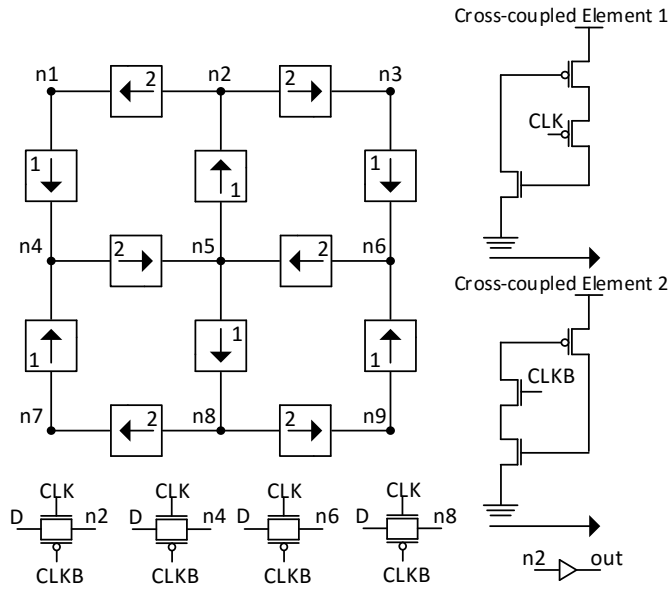 Cross-coupled Element 1
n1 n2 n3
2 2
CLK
1 1 1
n4 n5 n6
2 2
Cross-coupled Element 2
1 1 1
CLKB
n7 n8 n9
2 2
CLK CLK CLK CLK
D n2 D n4 D n6 D n8
CLKB CLKB CLKB CLKB
n2 out